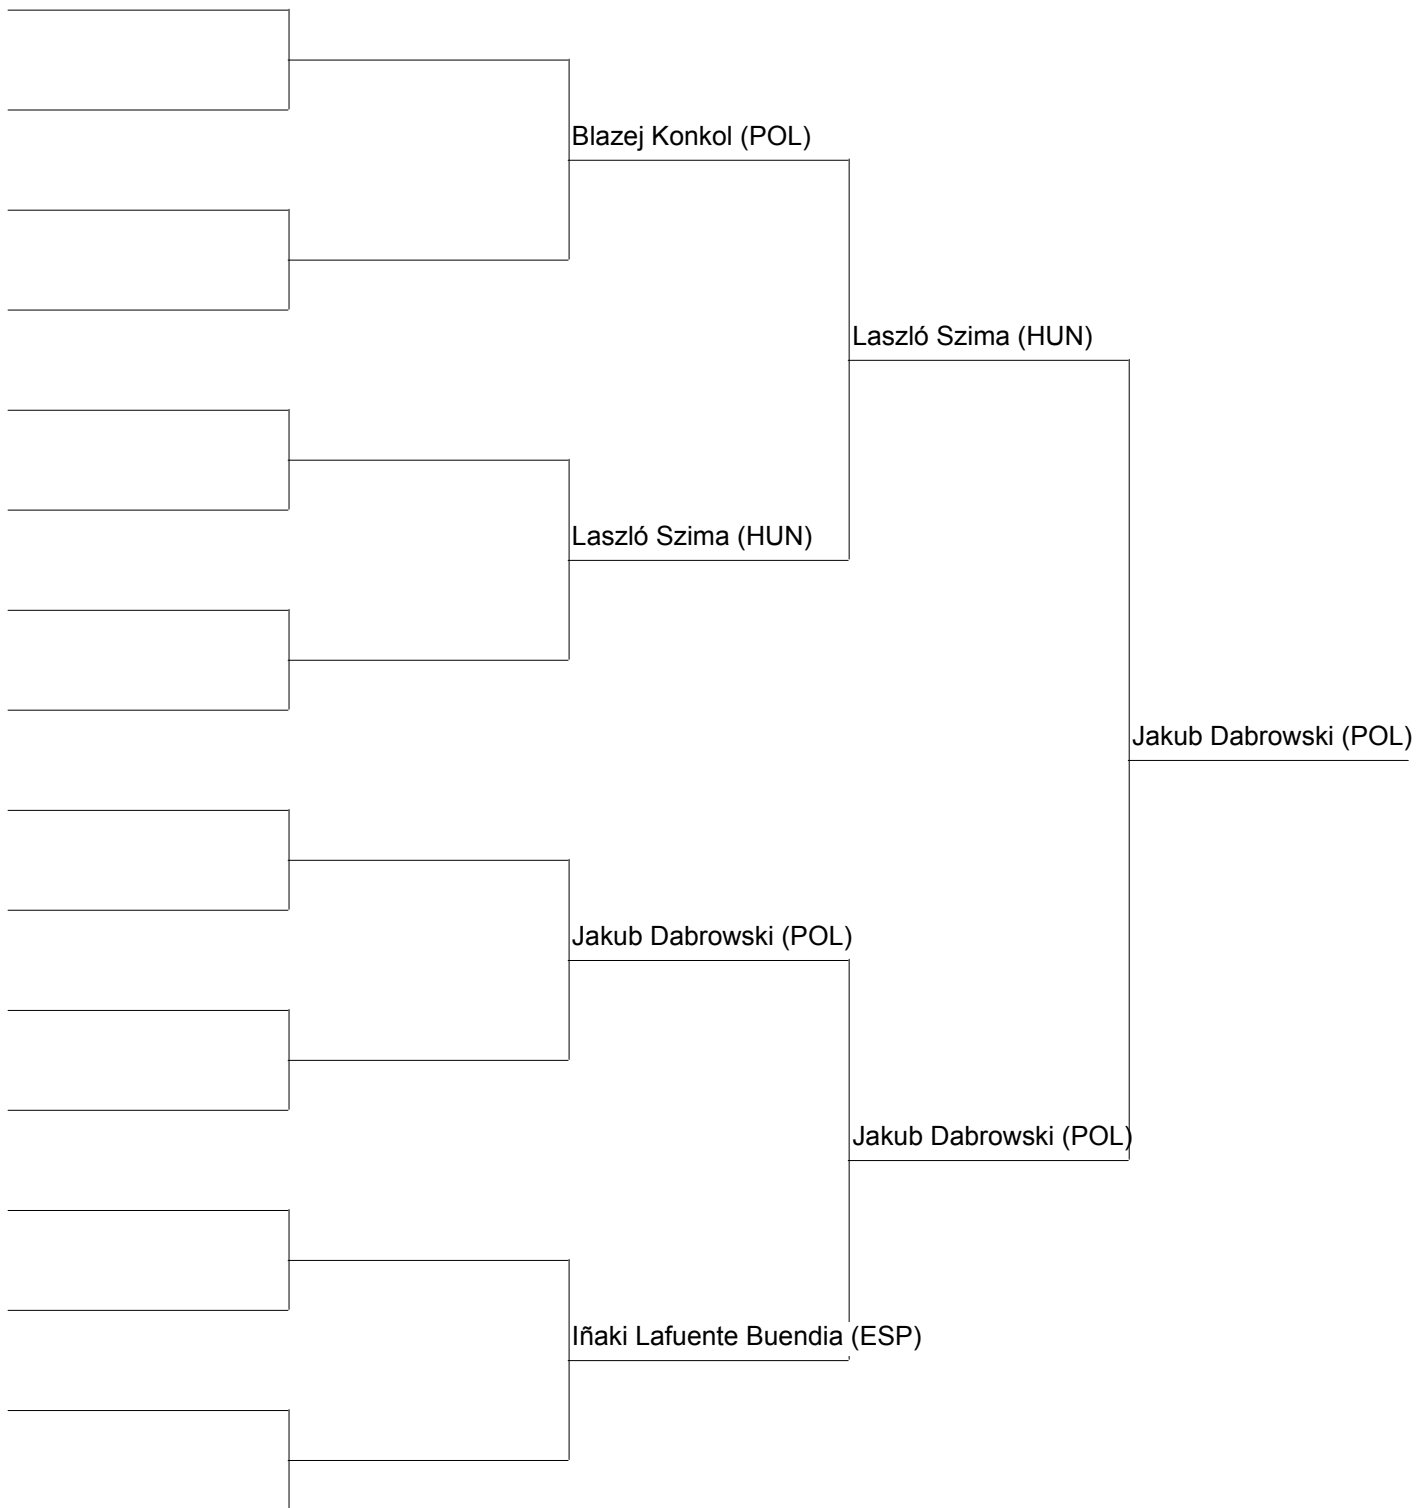 Blazej Konkol (POL)
Laszló Szima (HUN)
Laszló Szima (HUN)
Jakub Dabrowski (POL)
Jakub Dabrowski (POL)
Jakub Dabrowski (POL)
Iñaki Lafuente Buendia (ESP)